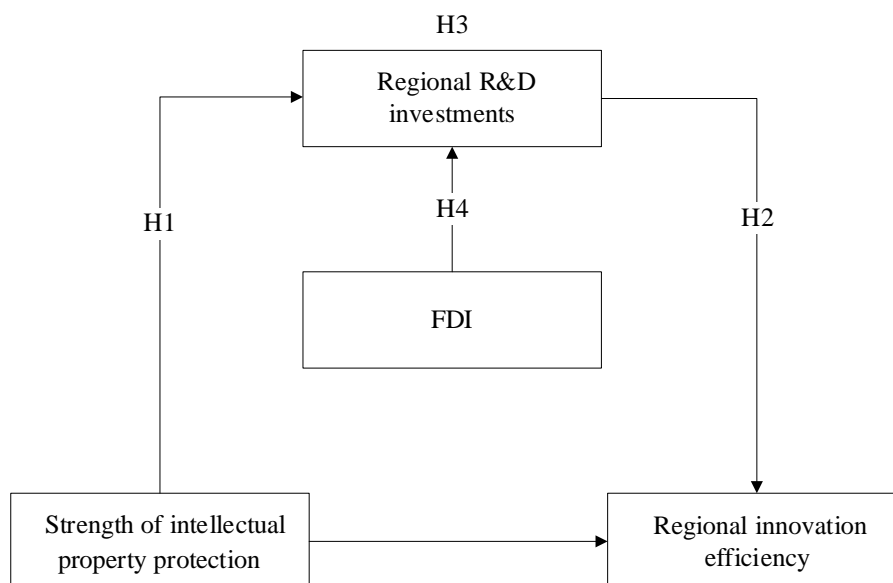 H3
Regional R&D
investments
H1
H4
H2
FDI
Strength of intellectual
property protection
Regional innovation
efficiency